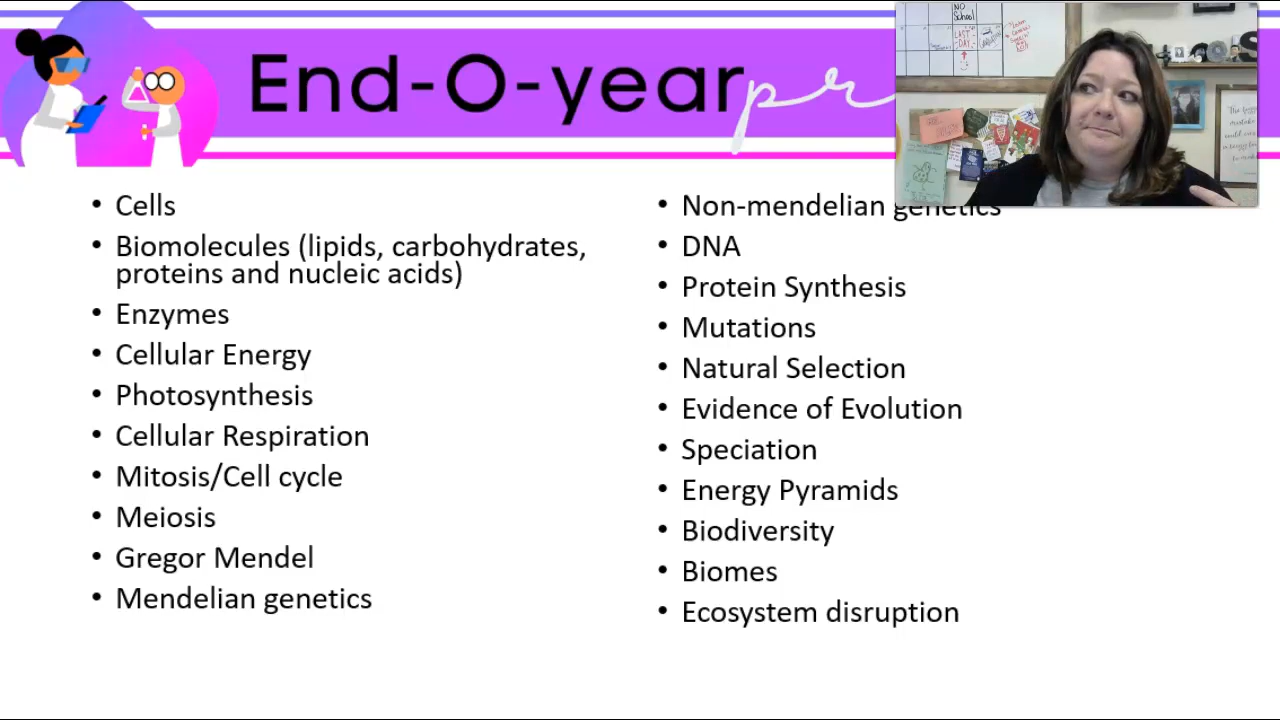 End-O-year pr
NO
School
LAST
DAY
• Cells
• Biomolecules (lipids, carbohydrates,
proteins and nucleic acids)
• Enzymes
• Cellular Energy
• Photosynthesis
• Cellular Respiration
• Mitosis/Cell cycle
• Meiosis
• Gregor Mendel
• Mendelian genetics
• Non-mendelian genetics
• DNA
• Protein Synthesis
• Mutations
• Natural Selection
• Evidence of Evolution
• Speciation
• Energy Pyramids
• Biodiversity
• Biomes
• Ecosystem disruption